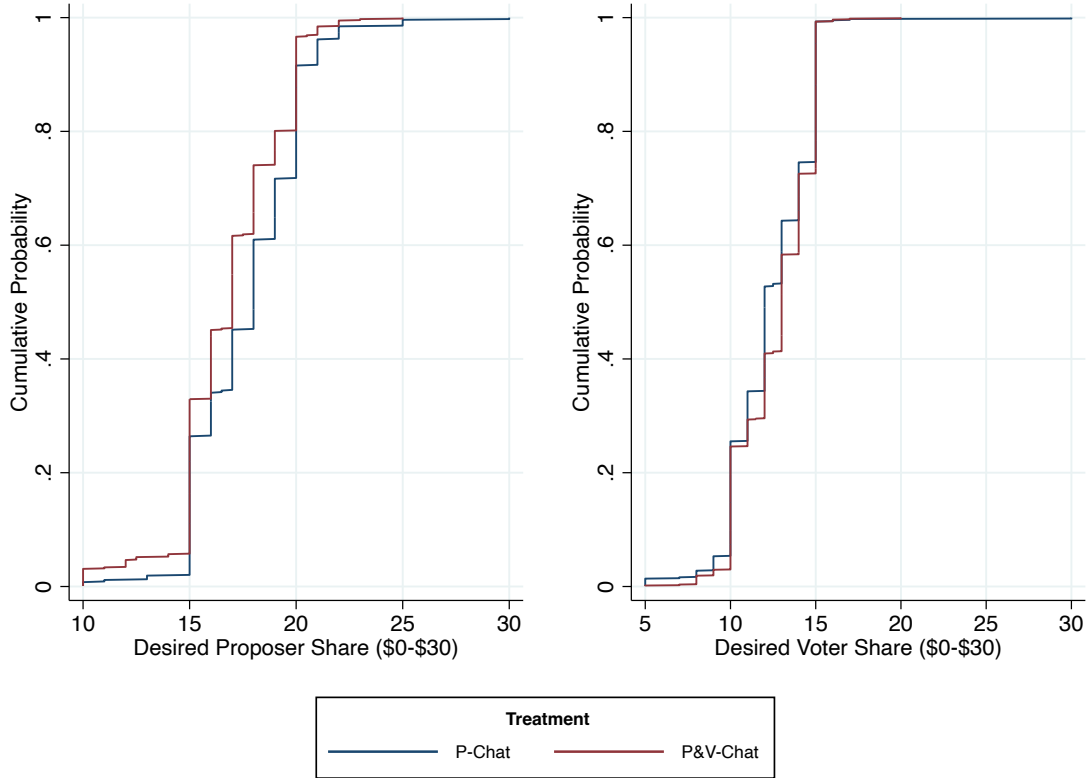 Cumulative Probability
1
.8
.6
.4
.2
0
10 15 20 25 30
Desired Proposer Share ($0-$30)
Cumulative Probability
1
.8
.6
.4
.2
0
5 10 15 20 25 30
Desired Voter Share ($0-$30)
Treatment
P-Chat P&V-Chat